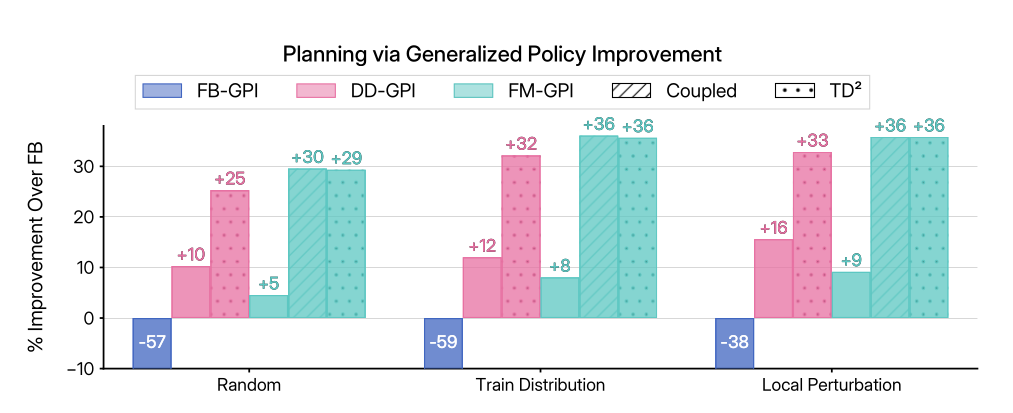 Planning via Generalized Policy Improvement
FB-GPI DD-GPI FM-GPI Coupled TD²
% Improvement Over FB
30
20
10
0
−10
-57 +10 +25 +5 +30 +29
-59 +12 +32 +8 +36 +36
-38 +16 +33 +9 +36 +36
Random Train Distribution Local Perturbation